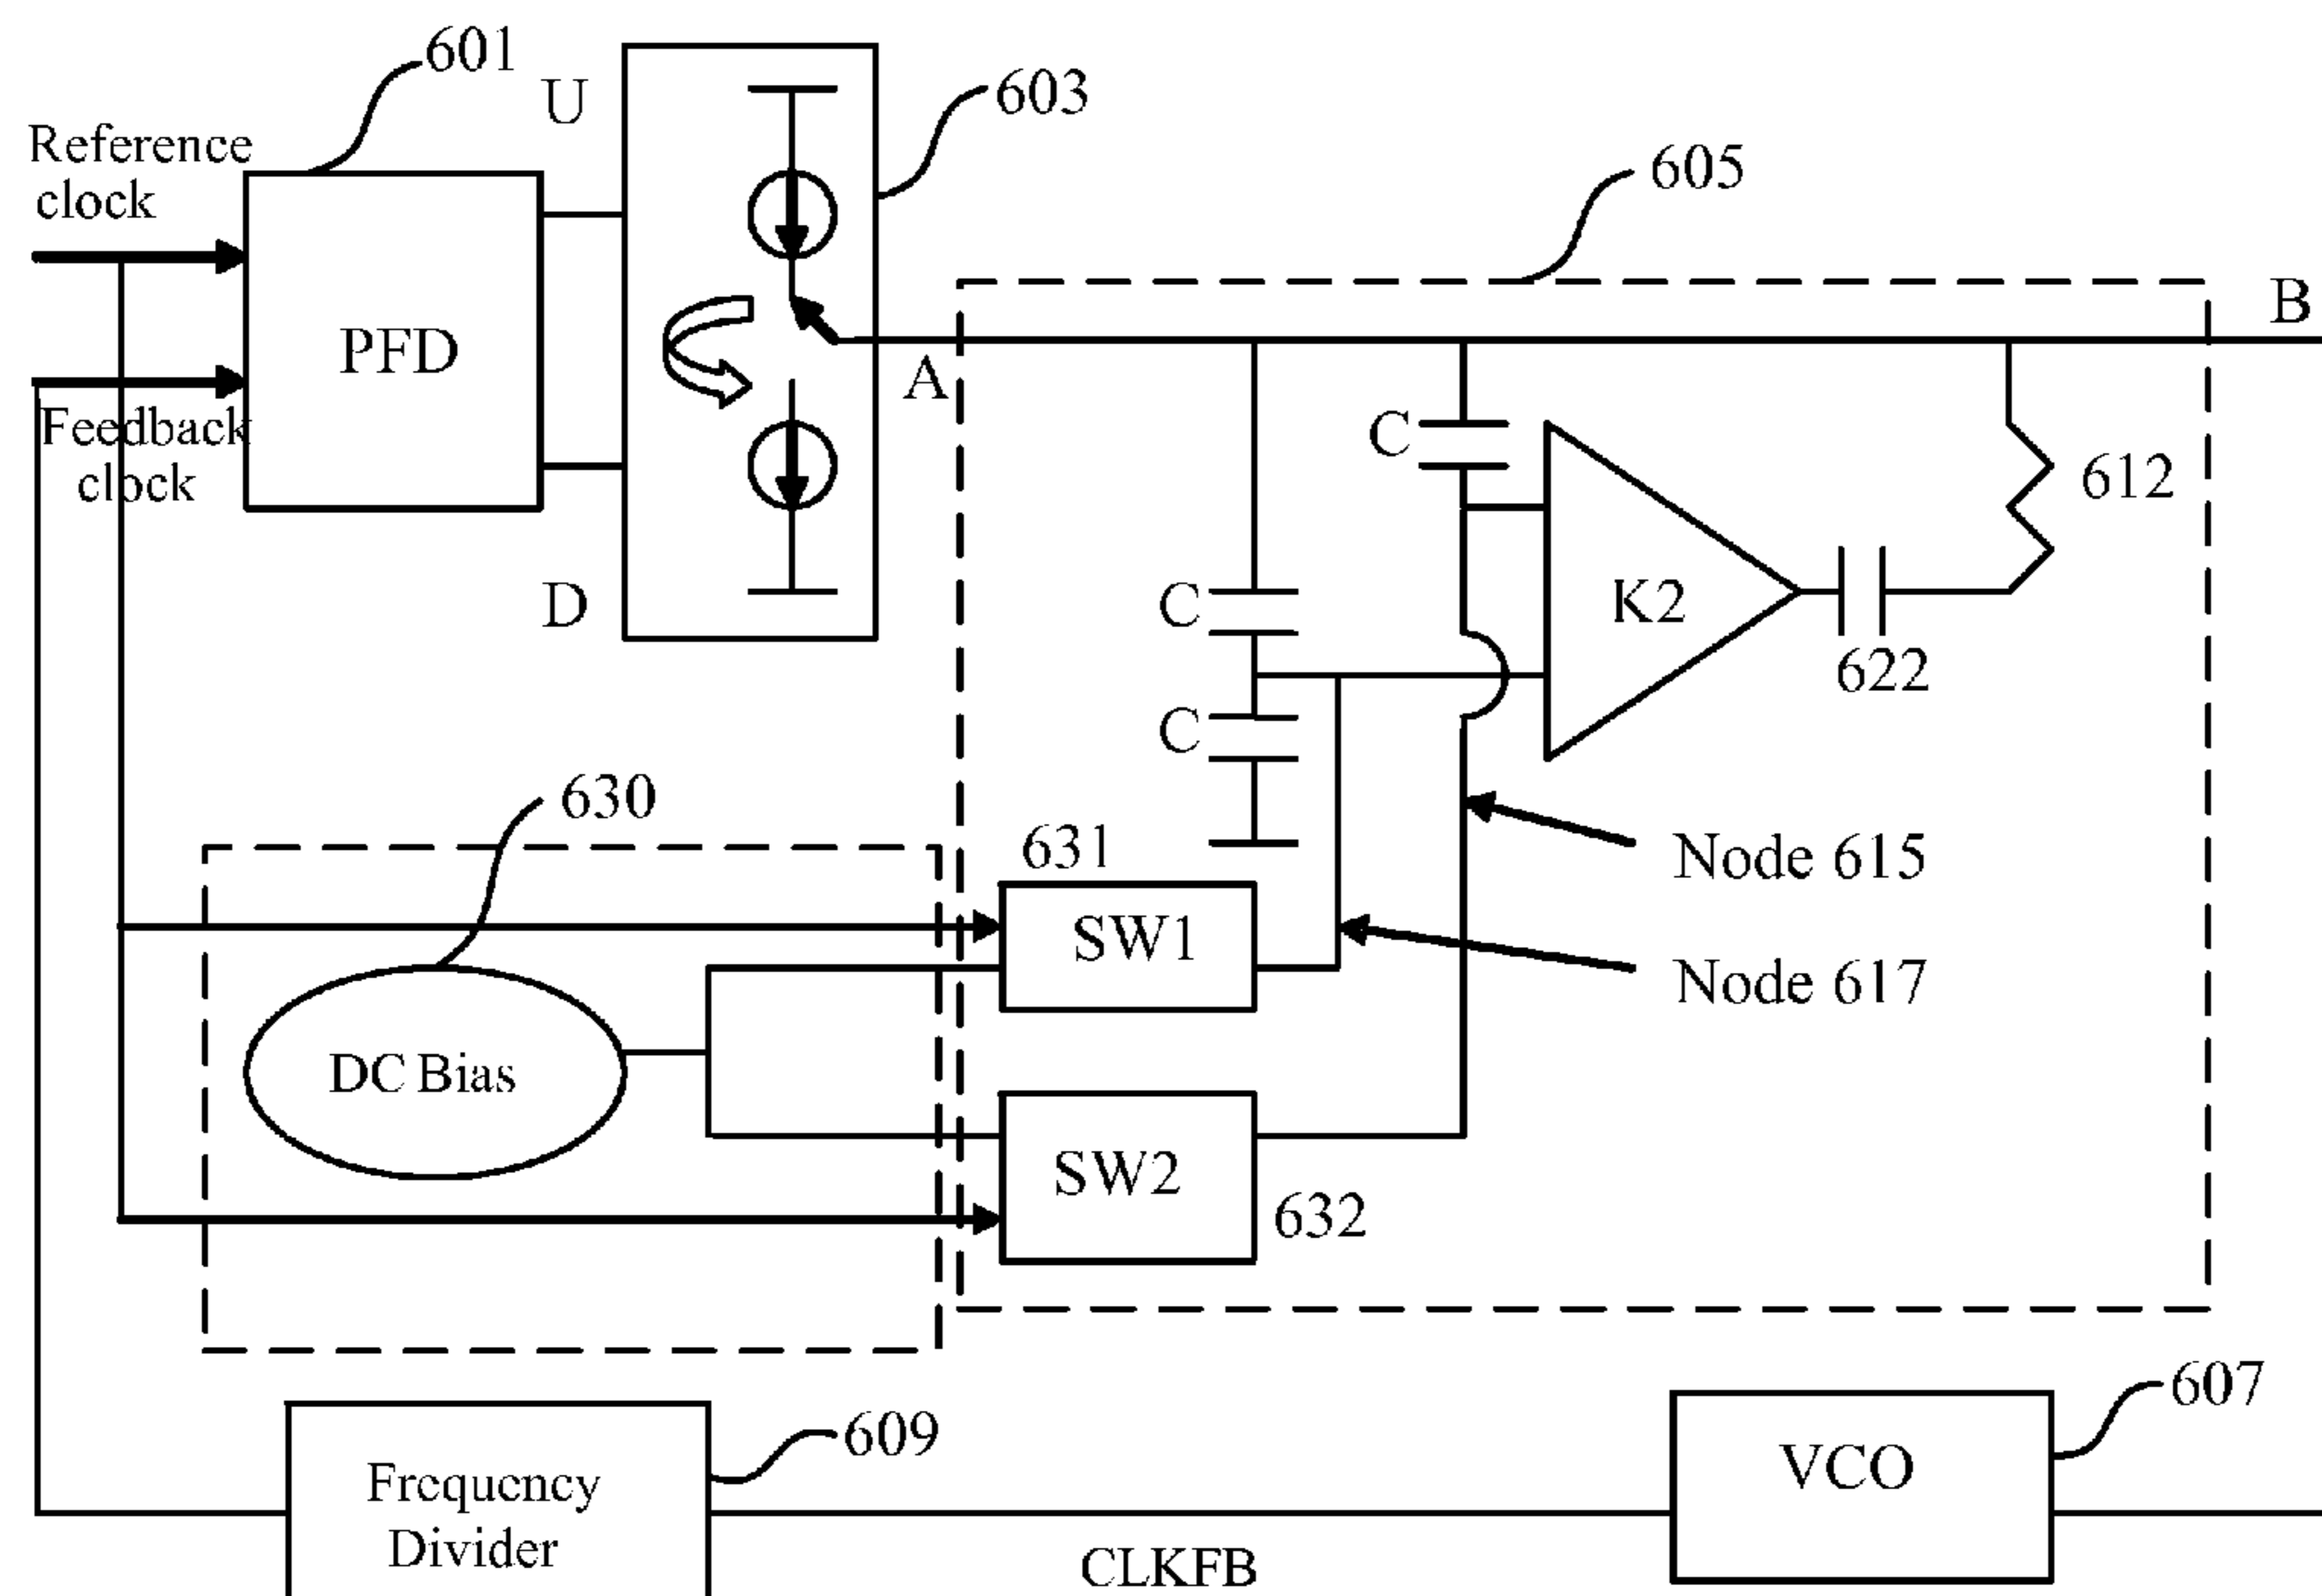 601
U
603
Reference
clock
605
B
PFD
A
Feedback
clock
C
612
D
C
K2
622
C
630
631
Node 615
SW1
Node 617
DC Bias
SW2
632
607
609
VCO
Frequency
Divider
CLKFB